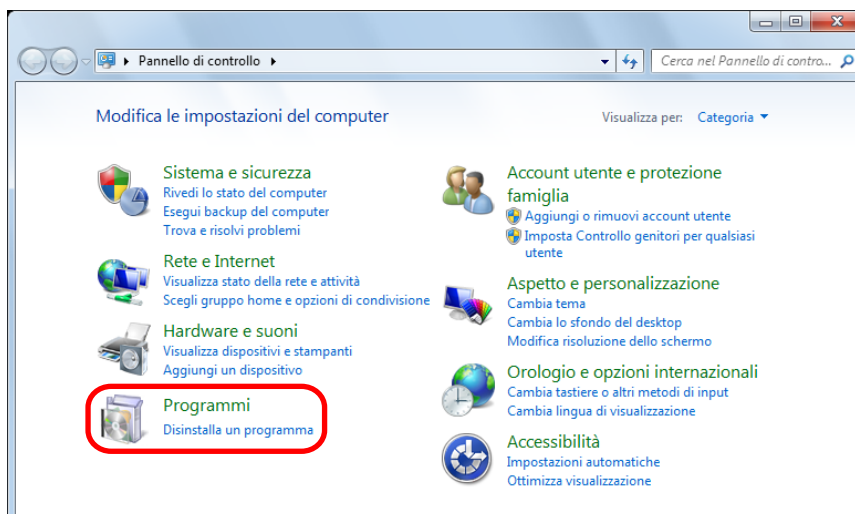 Pannello di controllo
Cerca nel Pannello di contro...
Modifica le impostazioni del computer
Visualizza per: Categoria
Sistema e sicurezza
Rivedi lo stato del computer
Esegui backup del computer
Trova e risolvi problemi
Rete e Internet
Visualizza stato della rete e attività
Scegli gruppo home e opzioni di condivisione
Hardware e suoni
Visualizza dispositivi e stampanti
Aggiungi un dispositivo
Programmi
Disinstalla un programma
Account utente e protezione
famiglia
Aggiungi o rimuovi account utente
Imposta Controllo genitori per qualsiasi
utente
Aspetto e personalizzazione
Cambia tema
Cambia lo sfondo del desktop
Modifica risoluzione dello schermo
Orologio e opzioni internazionali
Cambia tastiere o altri metodi di input
Cambia lingua di visualizzazione
Accessibilità
Impostazioni automatiche
Ottimizza visualizzazione